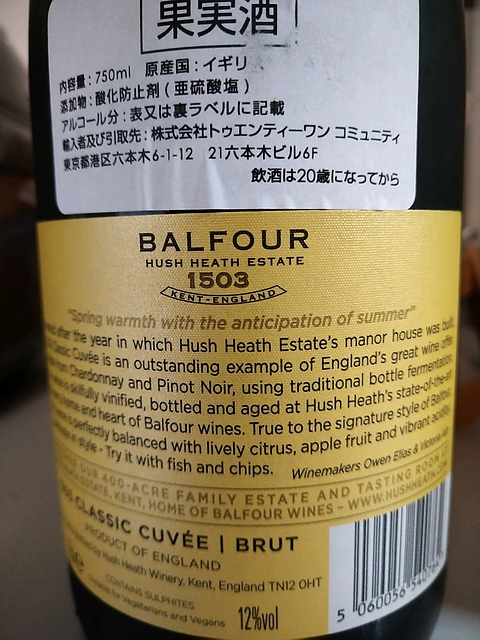 果実酒
内容量：750ml 原産国：イギリ
添加物：酸化防止剤（亜硫酸塩）
アルコール分：表又は裏ラベルに記載
輸入者及び引取先：株式会社トゥエンティーワン コミュニティ
東京都港区六本木6-1-12 21六本木ビル6F
飲酒は20歳になってから
BALFOUR
HUSH HEATH ESTATE
1503
KENT-ENGLAND
"Spring warmth with the anticipation of summer"
after the year in which Hush Heath Estate's manor house was built,
Classic Cuvée is an outstanding example of England's great wine
from Chardonnay and Pinot Noir, using traditional bottle fermentation,
skilfully vinified, bottled and aged at Hush Heath's state-of-the-art
home and heart of Balfour wines. True to the signature style of Balfour,
perfectly balanced with lively citrus, apple fruit and vibrant
in style - Try it with fish and chips.
Winemakers Owen Elias &
OUR 400-ACRE FAMILY ESTATE AND TASTING ROOM
ESTATE, KENT, HOME OF BALFOUR WINES – WWW.HUSHHEATH.
CLASSIC CUVÉE | BRUT
PRODUCT OF ENGLAND
by Hush Heath Winery, Kent, England TN12 0HT
CONTAINS SULPHITES
Suitable for Vegetarians and Vegans
12%vol
5 060056